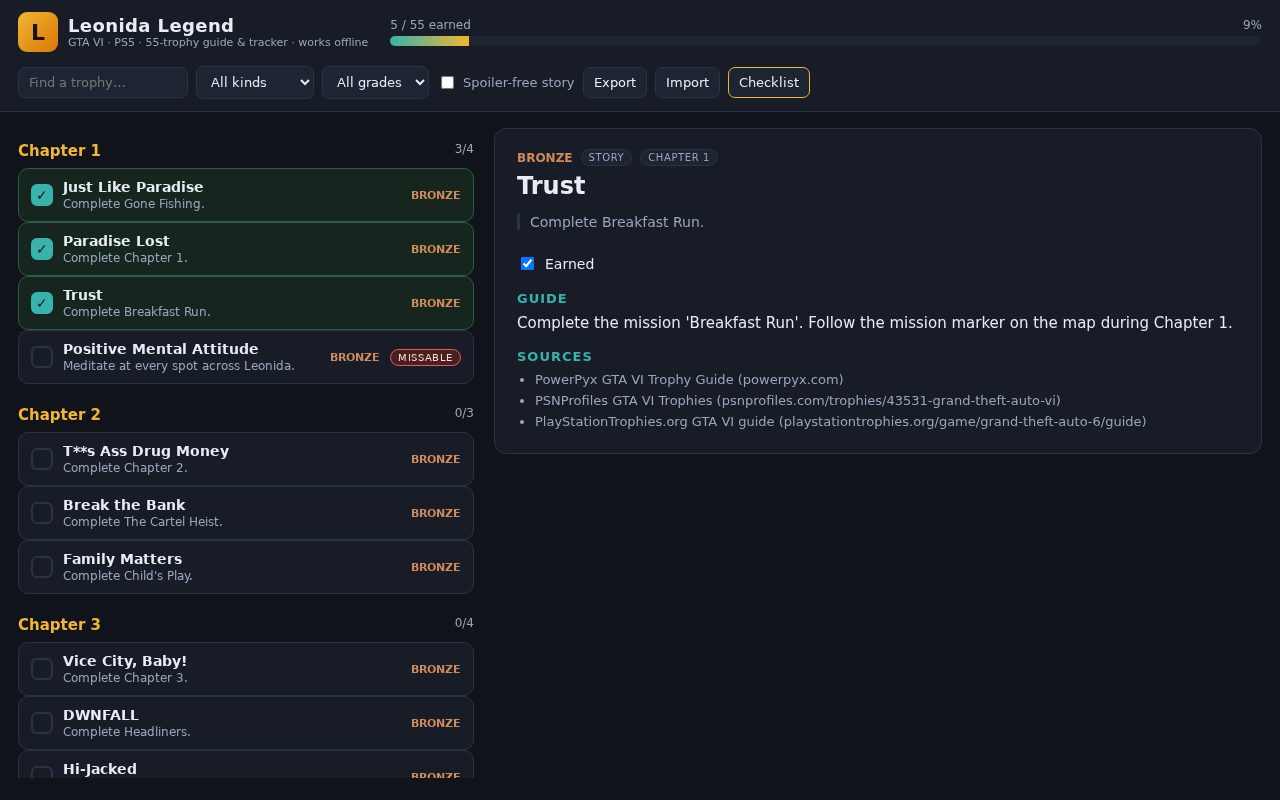 L
Leonida Legend
GTA VI · PS5 · 55-trophy guide & tracker · works offline
5 / 55 earned
9%
Find a trophy...
All kinds
All grades
Spoiler-free story
Export
Import
Checklist
Chapter 1
3/4
Just Like Paradise
Complete Gone Fishing.
BRONZE
Paradise Lost
Complete Chapter 1.
BRONZE
Trust
Complete Breakfast Run.
BRONZE
Positive Mental Attitude
Meditate at every spot across Leonida.
BRONZE
MISSABLE
Chapter 2
0/3
T**s Ass Drug Money
Complete Chapter 2.
BRONZE
Break the Bank
Complete The Cartel Heist.
BRONZE
Family Matters
Complete Child's Play.
BRONZE
Chapter 3
0/4
Vice City, Baby!
Complete Chapter 3.
BRONZE
DWNFALL
Complete Headliners.
BRONZE
Hi-Jacked
BRONZE
BRONZE
STORY
CHAPTER 1
Trust
Complete Breakfast Run.
Earned
GUIDE
Complete the mission 'Breakfast Run'. Follow the mission marker on the map during Chapter 1.
SOURCES
• PowerPyx GTA VI Trophy Guide (powerpyx.com)
• PSNProfiles GTA VI Trophies (psnprofiles.com/trophies/43531-grand-theft-auto-vi)
• PlayStationTrophies.org GTA VI guide (playstationtrophies.org/game/grand-theft-auto-6/guide)